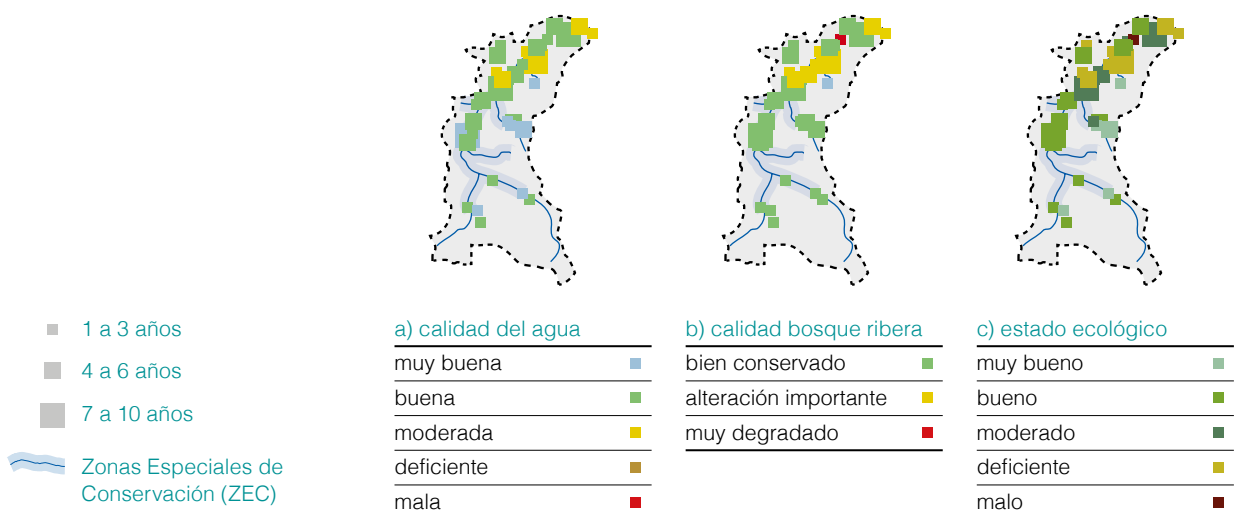 1 a 3 años
4 a 6 años
7 a 10 años
Zonas Especiales de
Conservación (ZEC)
a) calidad del agua
muy buena
buena
moderada
deficiente
mala
b) calidad bosque ribera
bien conservado
alteración importante
muy degradado
c) estado ecológico
muy bueno
bueno
moderado
deficiente
malo